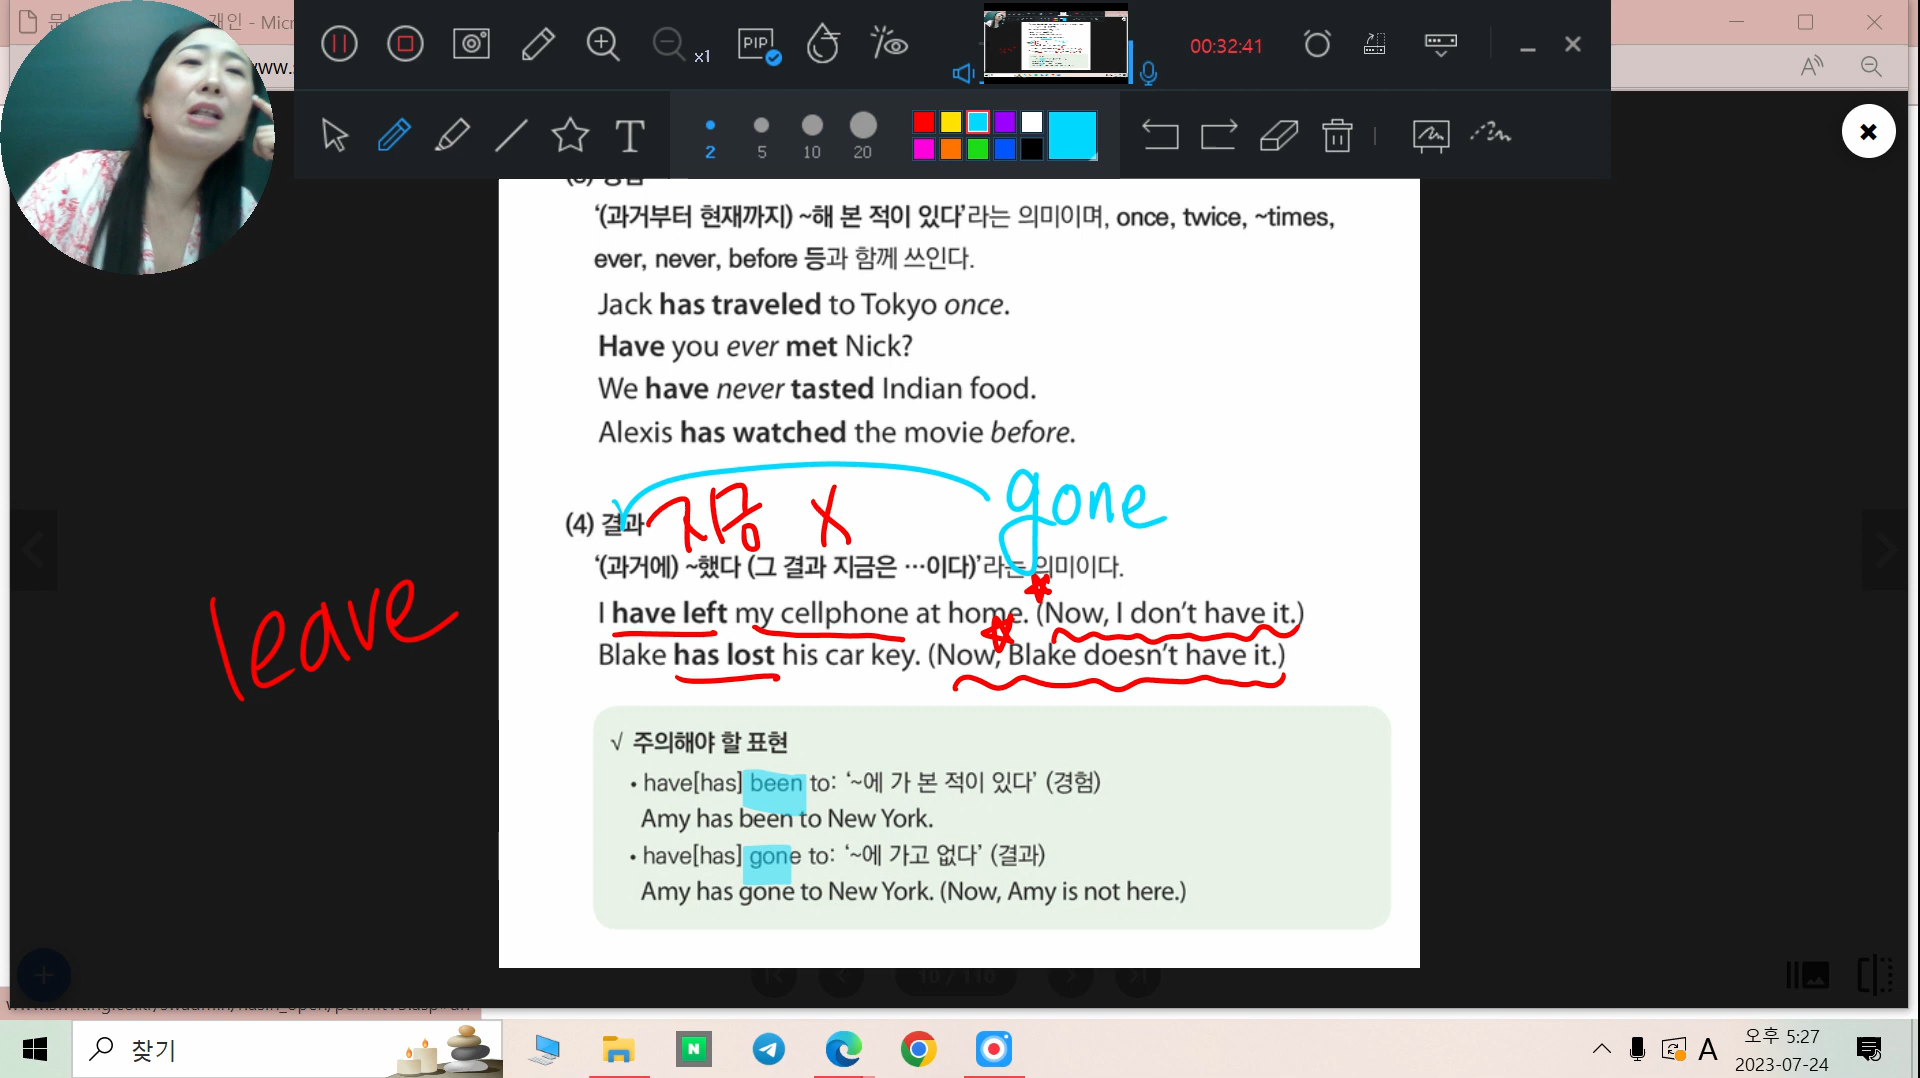 개인 - Micr
www.s
x1
PIP
00:32:41
T
2
5
10
20
'(과거부터 현재까지) ~해 본 적이 있다'라는 의미이며, once, twice, ~times,
ever, never, before 등과 함께 쓰인다.
Jack has traveled to Tokyo once.
Have you ever met Nick?
We have never tasted Indian food.
Alexis has watched the movie before.
gone
지금 X
(4) 결과
'(과거에) ~했다 (그 결과 지금은 …이다)'라는 의미이다.
leave
I have left my cellphone at home. (Now, I don't have it.)
Blake has lost his car key. (Now, Blake doesn't have it.)
√ 주의해야 할 표현
• have[has] been to: '~에 가 본 적이 있다' (경험)
Amy has been to New York.
• have[has] gone to: '~에 가고 없다' (결과)
Amy has gone to New York. (Now, Amy is not here.)
찾기
N
A
오후 5:27
2023-07-24